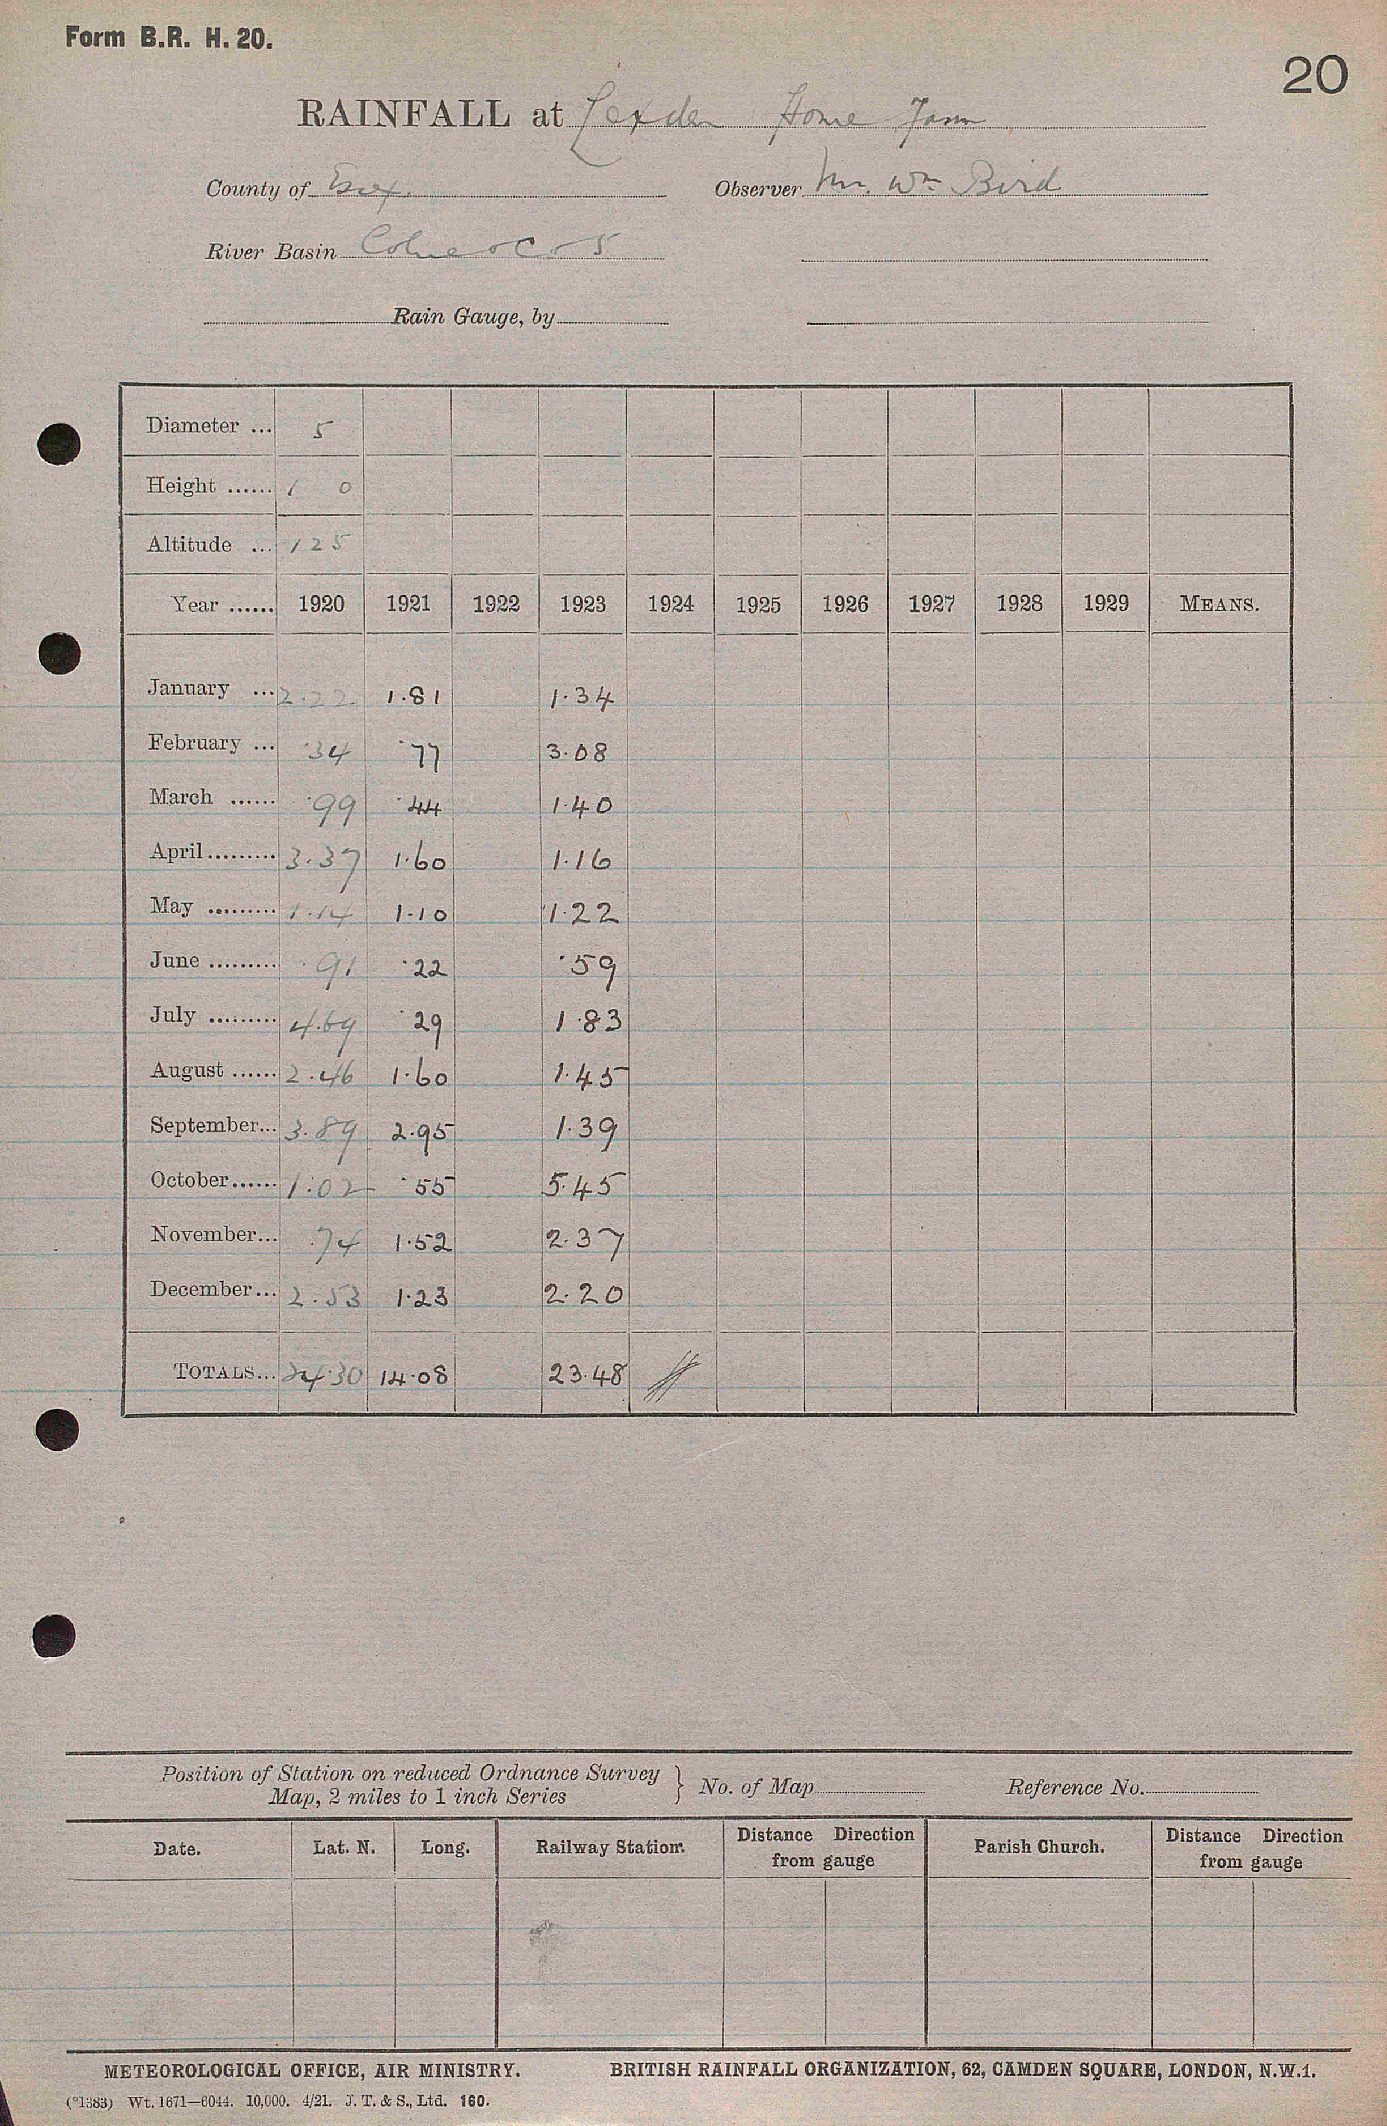 Form B.R. H. 20.
20
RAINFALL at Lexden Home Farm
County of Essex. Observer Mr. Wm. Bird
River Basin Colne
Rain Gauge, by
Diameter ... 5
Height ...... 1 0
Altitude ... 125
Year ...... 1920 1921 1922 1923 1924 1925 1926 1927 1928 1929 MEANS.
January ... 2.22 1.81 1.34
February ... .34 .77 3.08
March ...... .99 .44 1.40
April ......... 3.37 1.60 1.16
May ......... 1.14 1.10 1.22
June ......... .91 .22 .59
July ......... 4.69 .29 1.83
August ...... 2.46 1.60 1.45
September... 3.89 2.95 1.39
October...... 1.02 .55 5.45
November... .74 1.52 2.37
December... 2.53 1.23 2.20
TOTALS... 24.30 14.08 23.48
Position of Station on reduced Ordnance Survey
Map, 2 miles to 1 inch Series } No. of Map Reference No.
Date. Lat. N. Long. Railway Station. Distance Direction from gauge Parish Church. Distance Direction from gauge
METEOROLOGICAL OFFICE, AIR MINISTRY. BRITISH RAINFALL ORGANIZATION, 62, CAMDEN SQUARE, LONDON, N.W.1.
(*1383) Wt. 1671—6044. 10,000. 4/21. J. T. & S., Ltd. 160.